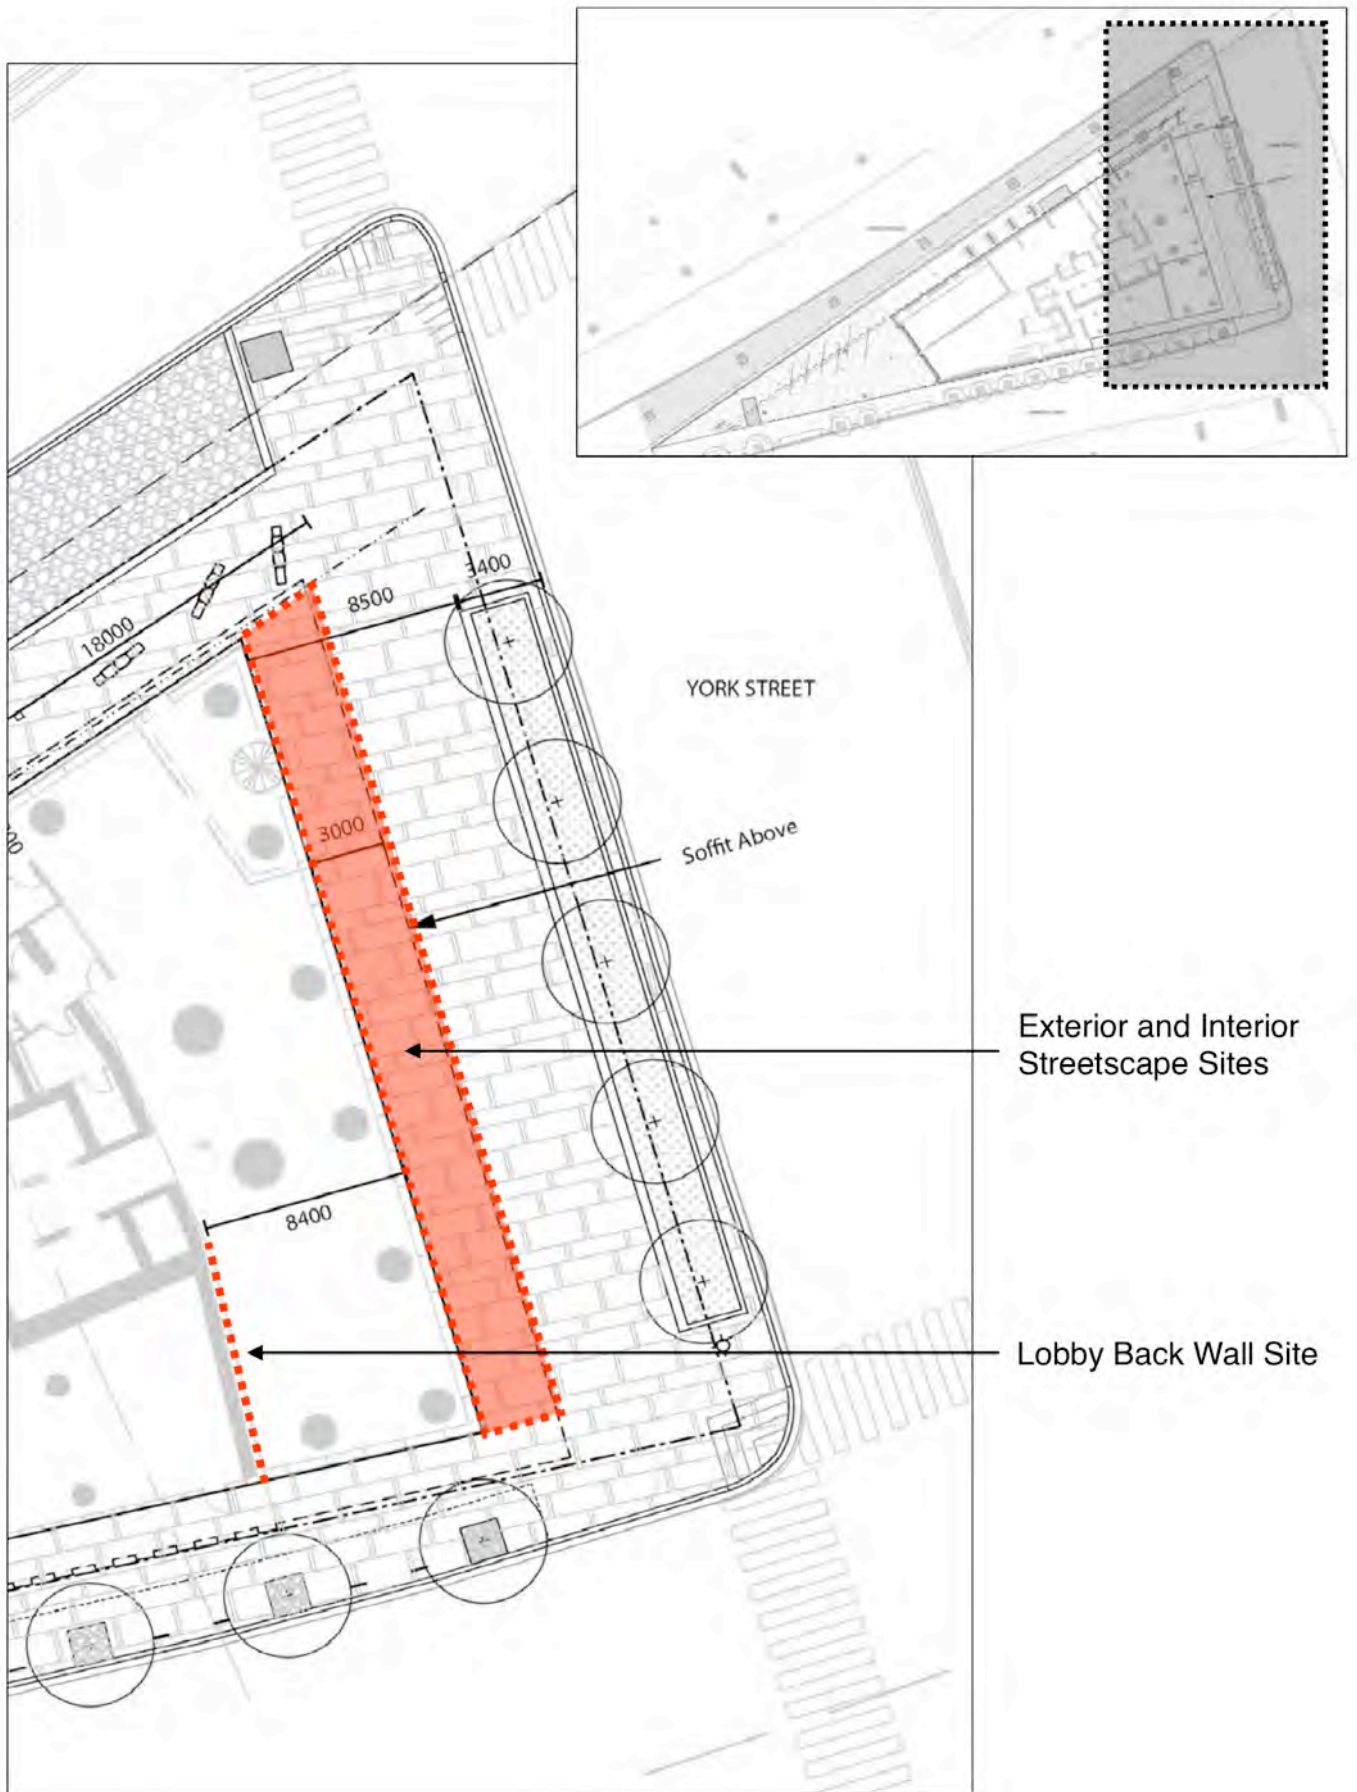 3400
8500
18000
YORK STREET
3000
Soffit Above
Exterior and Interior
Streetscape Sites
8400
Lobby Back Wall Site